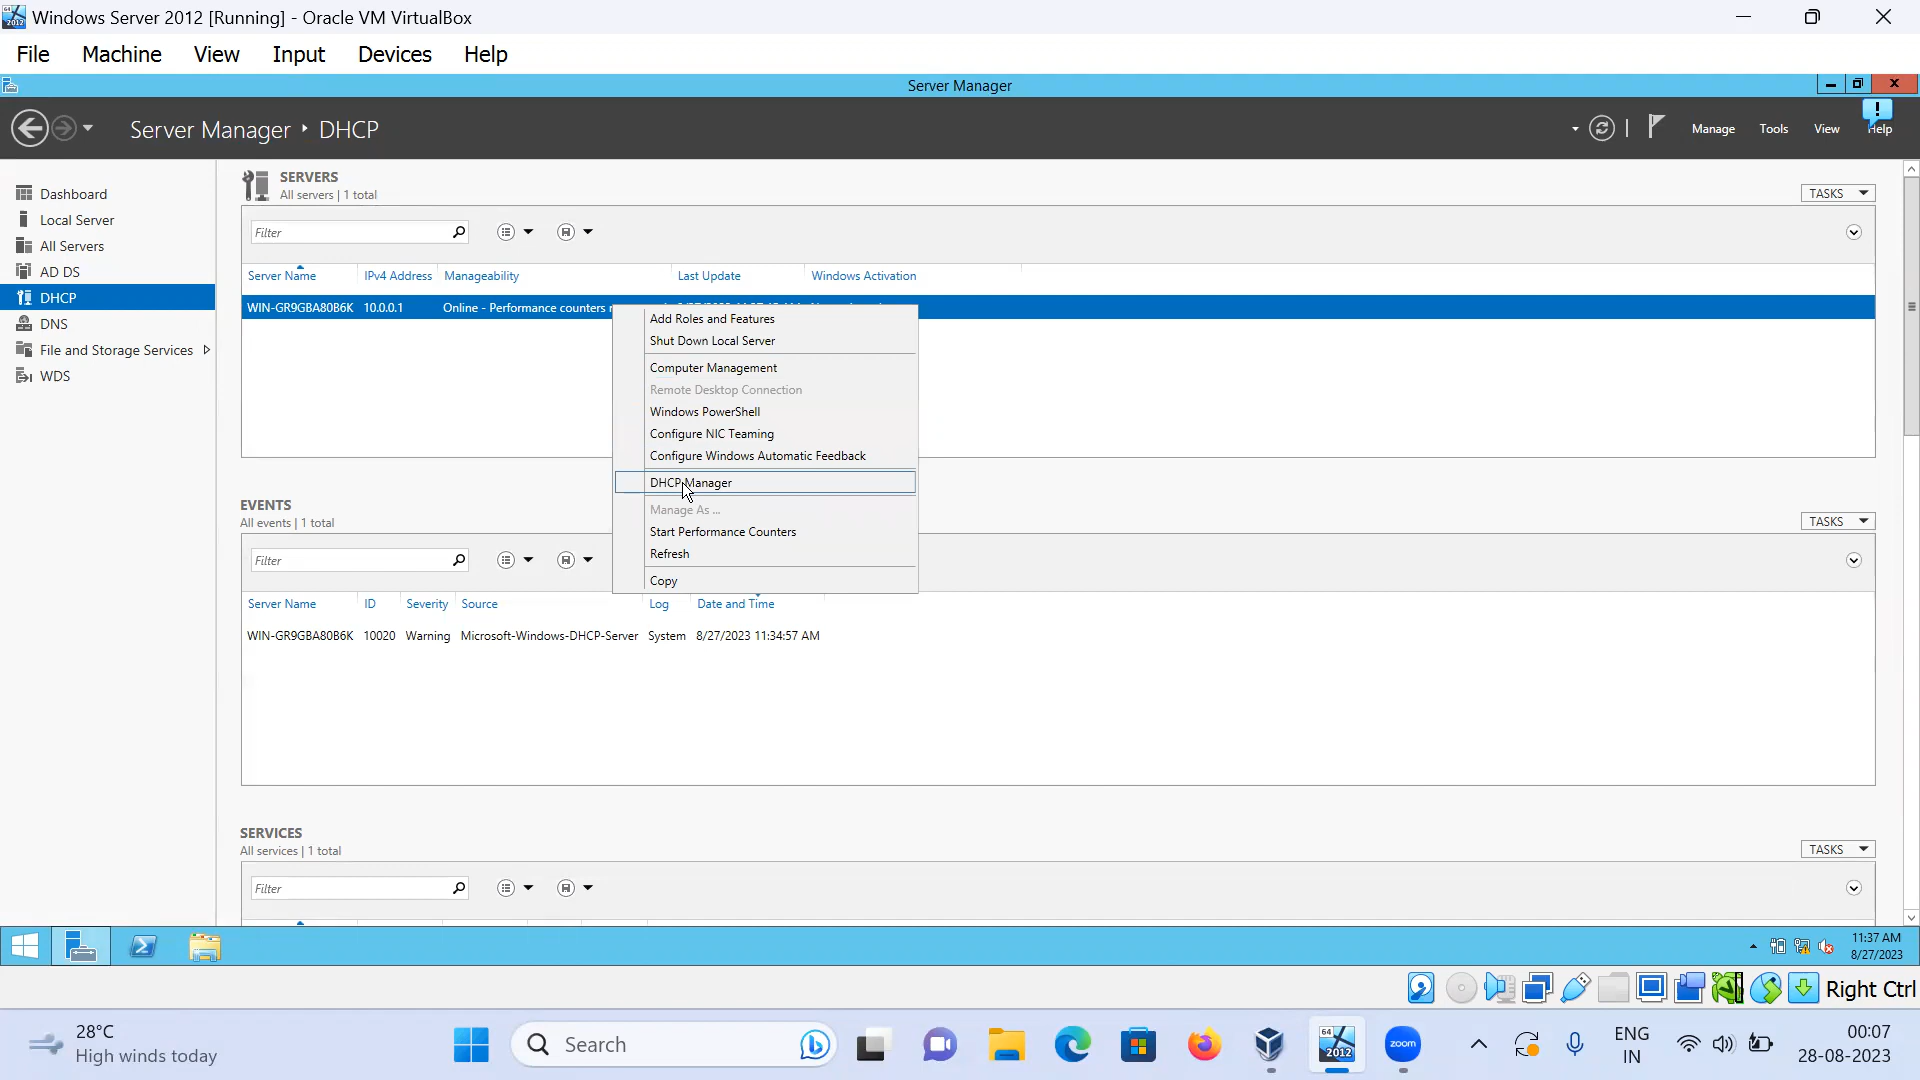 Windows Server 2012 [Running] - Oracle VM VirtualBox
File Machine View Input Devices Help
Server Manager
Server Manager DHCP
Manage Tools View Help
Dashboard
Local Server
All Servers
AD DS
DHCP
DNS
File and Storage Services
WDS
SERVERS
All servers | 1 total
TASKS
Filter
Server Name IPv4 Address Manageability Last Update Windows Activation
WIN-GR9GBA80B6K 10.0.0.1 Online - Performance counters
Add Roles and Features
Shut Down Local Server
Computer Management
Remote Desktop Connection
Windows PowerShell
Configure NIC Teaming
Configure Windows Automatic Feedback
DHCP Manager
Manage As ...
Start Performance Counters
Refresh
Copy
EVENTS
All events | 1 total
TASKS
Filter
Server Name ID Severity Source Log Date and Time
WIN-GR9GBA80B6K 10020 Warning Microsoft-Windows-DHCP-Server System 8/27/2023 11:34:57 AM
SERVICES
All services | 1 total
TASKS
Filter
11:37 AM
8/27/2023
Right Ctrl
28°C
High winds today
Search
64
2012
zoom
ENG
IN
00:07
28-08-2023